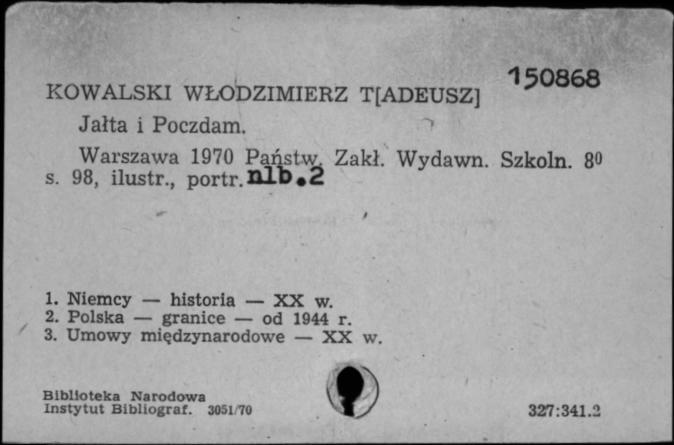 150868
KOWALSKI WŁODZIMIERZ T[ADEUSZ]
Jałta i Poczdam.
Warszawa 1970 Państw. Zakł. Wydawn. Szkoln. 8⁰
s. 98, ilustr., portr. nlb.2
1. Niemcy — historia — XX w.
2. Polska — granice — od 1944 r.
3. Umowy międzynarodowe — XX w.
Biblioteka Narodowa
Instytut Bibliograf. 3051/70
327:341.2